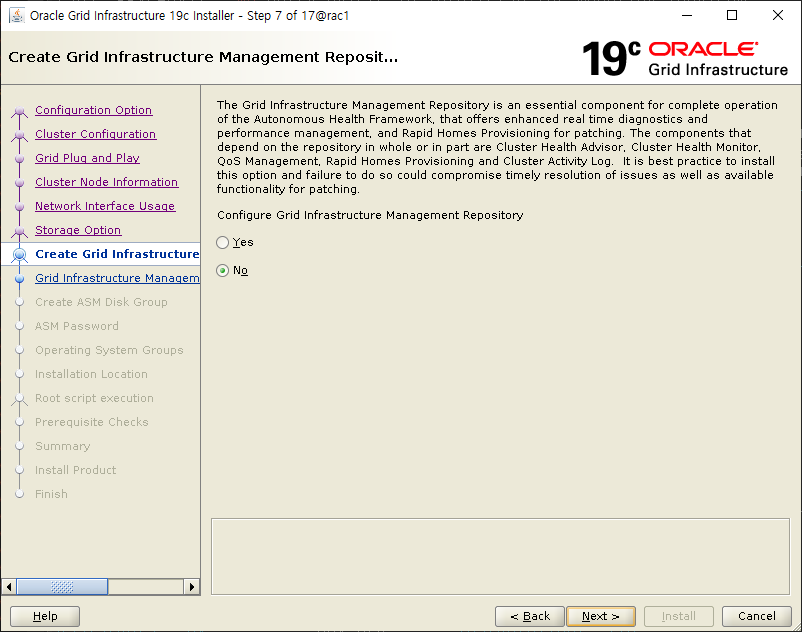 Oracle Grid Infrastructure 19c Installer - Step 7 of 17@rac1
Create Grid Infrastructure Management Reposit...
19c ORACLE
Grid Infrastructure
Configuration Option
Cluster Configuration
Grid Plug and Play
Cluster Node Information
Network Interface Usage
Storage Option
Create Grid Infrastructure
Grid Infrastructure Managem
Create ASM Disk Group
ASM Password
Operating System Groups
Installation Location
Root script execution
Prerequisite Checks
Summary
Install Product
Finish
The Grid Infrastructure Management Repository is an essential component for complete operation
of the Autonomous Health Framework, that offers enhanced real time diagnostics and
performance management, and Rapid Homes Provisioning for patching. The components that
depend on the repository in whole or in part are Cluster Health Advisor, Cluster Health Monitor,
QoS Management, Rapid Homes Provisioning and Cluster Activity Log.  It is best practice to install
this option and failure to do so could compromise timely resolution of issues as well as available
functionality for patching.
Configure Grid Infrastructure Management Repository
Yes
No
Help
< Back
Next >
Install
Cancel